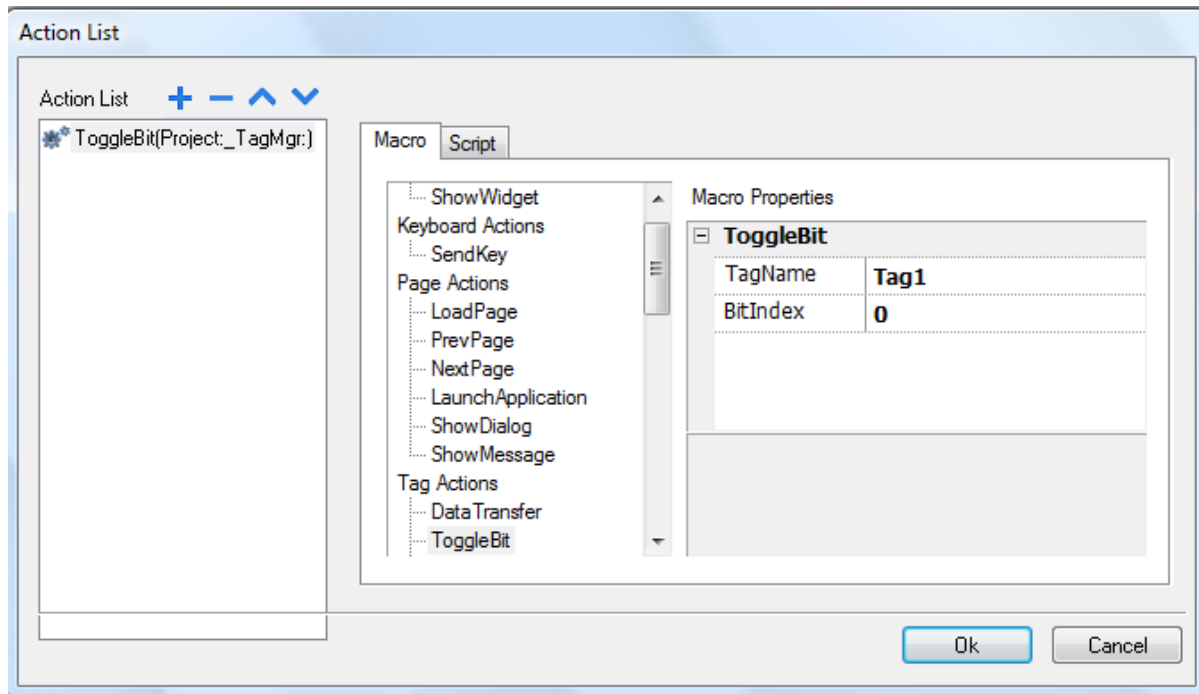 Action List
Action List
ToggleBit(Project:_TagMgr:)
Macro
Script
ShowWidget
Keyboard Actions
SendKey
Page Actions
LoadPage
PrevPage
NextPage
LaunchApplication
ShowDialog
ShowMessage
Tag Actions
DataTransfer
ToggleBit
Macro Properties
ToggleBit
TagName Tag1
BitIndex 0
Ok
Cancel